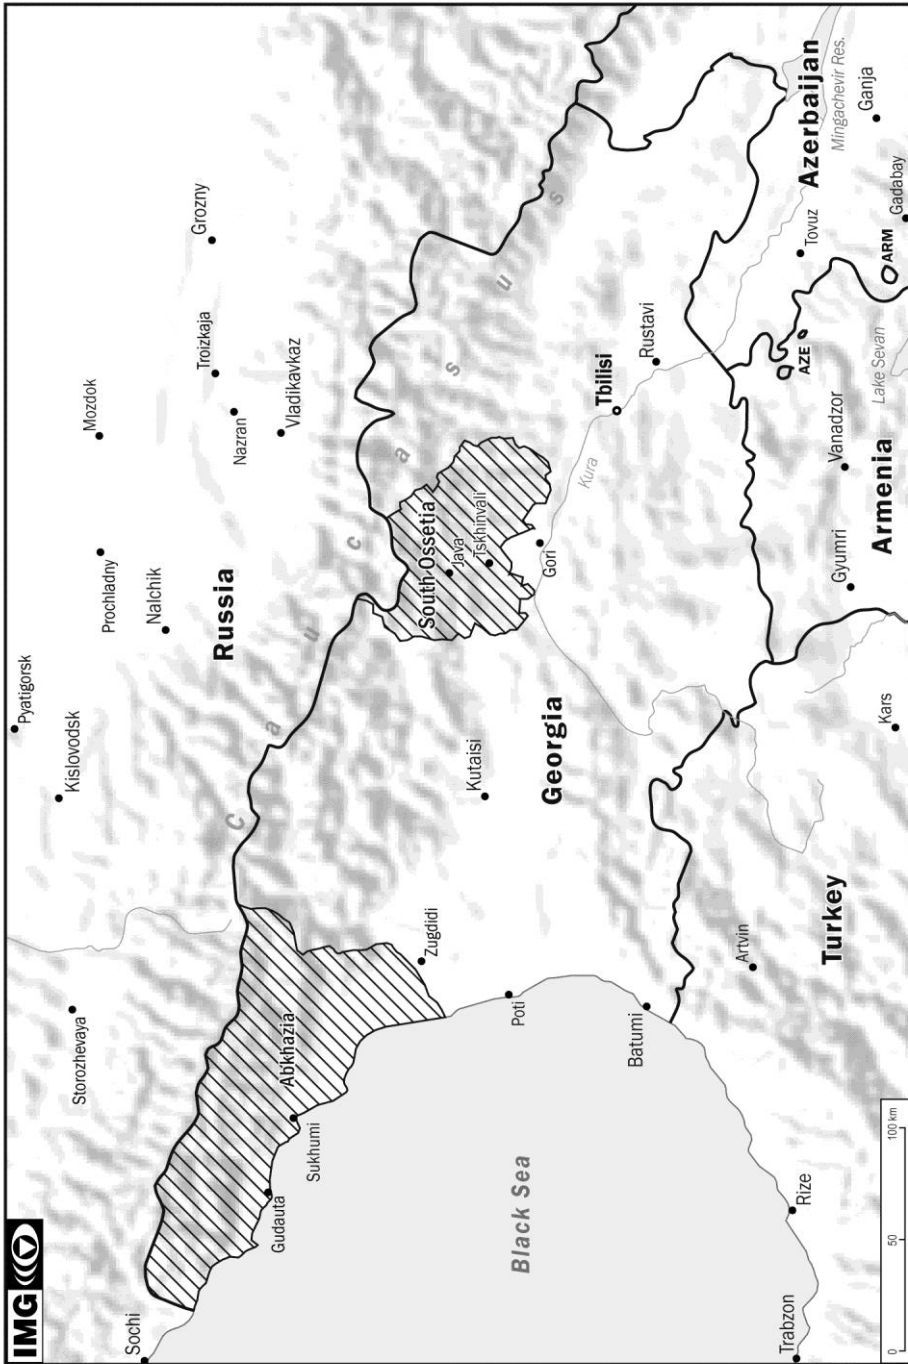 IMG
Sochi
Storozhevaya
Kislovodsk
Pyatigorsk
Nalchik
Prochladny
Mozdok
Russia
Nazran
Troizkaja
Grozny
Vladikavkaz
Caucasus
Gudauta
Sukhumi
Abkhazia
Zugdidi
South Ossetia
Java
Tskhinvali
Gori
Kutaisi
Poti
Georgia
Kura
Tbilisi
Rustavi
Black Sea
Batumi
Artvin
Turkey
Rize
Trabzon
Kars
Gyumri
Vanadzor
Armenia
Lake Sevan
AZE
ARM
Tovuz
Gadabay
Azerbaijan
Mingachevir Res.
Ganja
0
50
100 km